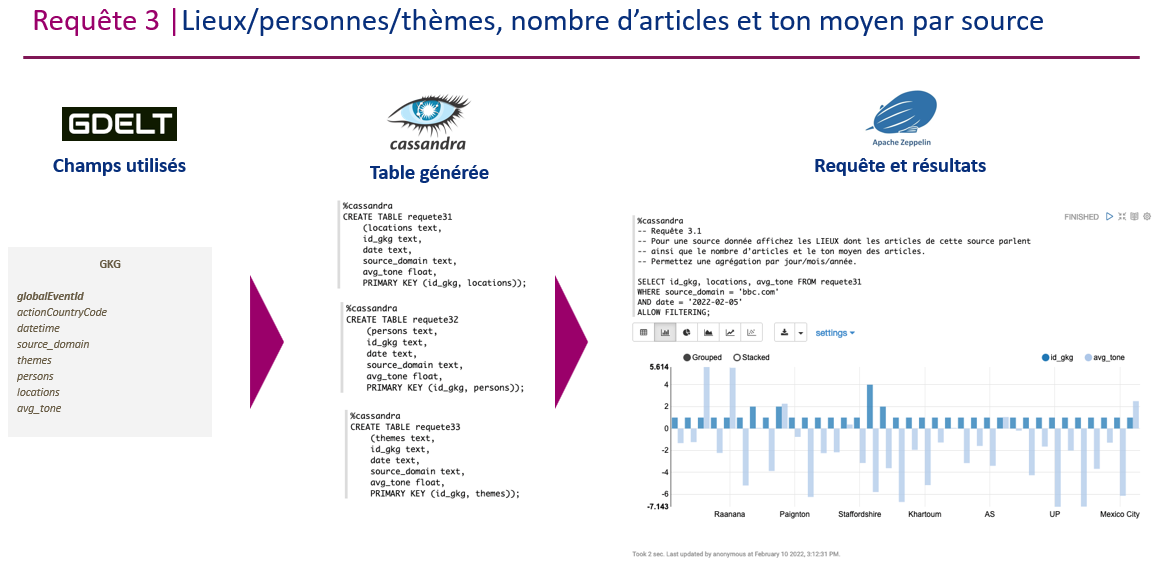 Requête 3 | Lieux/personnes/thèmes, nombre d’articles et ton moyen par source
GDELT
Champs utilisés
GKG
globalEventId
actionCountryCode
datetime
source_domain
themes
persons
locations
avg_tone
cassandra
Table générée
%cassandra
CREATE TABLE requete31
(locations text,
id_gkg text,
date text,
source_domain text,
avg_tone float,
PRIMARY KEY (id_gkg, locations));
%cassandra
CREATE TABLE requete32
(persons text,
id_gkg text,
date text,
source_domain text,
avg_tone float,
PRIMARY KEY (id_gkg, persons));
%cassandra
CREATE TABLE requete33
(themes text,
id_gkg text,
date text,
source_domain text,
avg_tone float,
PRIMARY KEY (id_gkg, themes));
Apache Zeppelin
Requête et résultats
FINISHED
%cassandra
-- Requête 3.1
-- Pour une source donnée affichez les LIEUX dont les articles de cette source parlent
-- ainsi que le nombre d’articles et le ton moyen des articles.
-- Permettez une agrégation par jour/mois/année.
SELECT id_gkg, locations, avg_tone FROM requete31
WHERE source_domain = 'bbc.com'
AND date = '2022-02-05'
ALLOW FILTERING;
settings
Grouped Stacked id_gkg avg_tone
5.614
4
2
0
-2
-4
-6
-7.143
Raanana Paignton Staffordshire Khartoum AS UP Mexico City
Took 2 sec. Last updated by anonymous at February 10 2022, 3:12:31 PM.